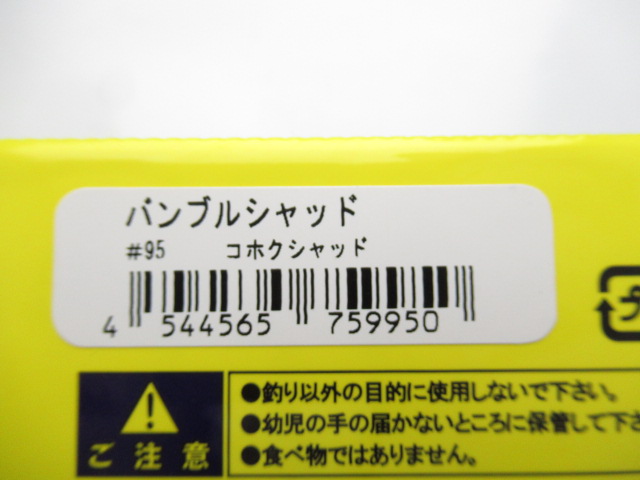 バンブルシャッド
#95 コホクシャッド
4 544565 759950
ご注意
●釣り以外の目的に使用しないで下さい。
●幼児の手の届かないところに保管して下さ
●食べ物ではありません。
プ